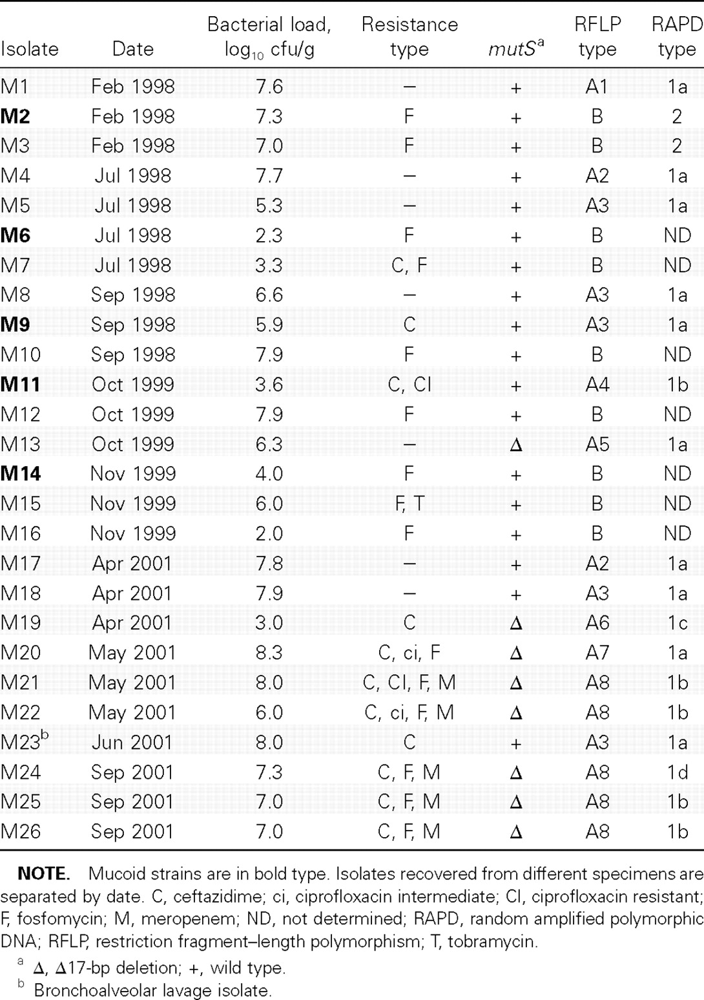 Isolate Date Bacterial load, log10 cfu/g Resistance type mutSa RFLP type RAPD type
M1 Feb 1998 7.6 – + A1 1a
M2 Feb 1998 7.3 F + B 2
M3 Feb 1998 7.0 F + B 2
M4 Jul 1998 7.7 – + A2 1a
M5 Jul 1998 5.3 – + A3 1a
M6 Jul 1998 2.3 F + B ND
M7 Jul 1998 3.3 C, F + B ND
M8 Sep 1998 6.6 – + A3 1a
M9 Sep 1998 5.9 C + A3 1a
M10 Sep 1998 7.9 F + B ND
M11 Oct 1999 3.6 C, CI + A4 1b
M12 Oct 1999 7.9 F + B ND
M13 Oct 1999 6.3 – Δ A5 1a
M14 Nov 1999 4.0 F + B ND
M15 Nov 1999 6.0 F, T + B ND
M16 Nov 1999 2.0 F + B ND
M17 Apr 2001 7.8 – + A2 1a
M18 Apr 2001 7.9 – + A3 1a
M19 Apr 2001 3.0 C Δ A6 1c
M20 May 2001 8.3 C, ci, F Δ A7 1a
M21 May 2001 8.0 C, CI, F, M Δ A8 1b
M22 May 2001 6.0 C, ci, F, M Δ A8 1b
M23b Jun 2001 8.0 C + A3 1a
M24 Sep 2001 7.3 C, F, M Δ A8 1d
M25 Sep 2001 7.0 C, F, M Δ A8 1b
M26 Sep 2001 7.0 C, F, M Δ A8 1b
NOTE. Mucoid strains are in bold type. Isolates recovered from different specimens are
separated by date. C, ceftazidime; ci, ciprofloxacin intermediate; CI, ciprofloxacin resistant;
F, fosfomycin; M, meropenem; ND, not determined; RAPD, random amplified polymorphic
DNA; RFLP, restriction fragment–length polymorphism; T, tobramycin.
a Δ, Δ17-bp deletion; +, wild type.
b Bronchoalveolar lavage isolate.